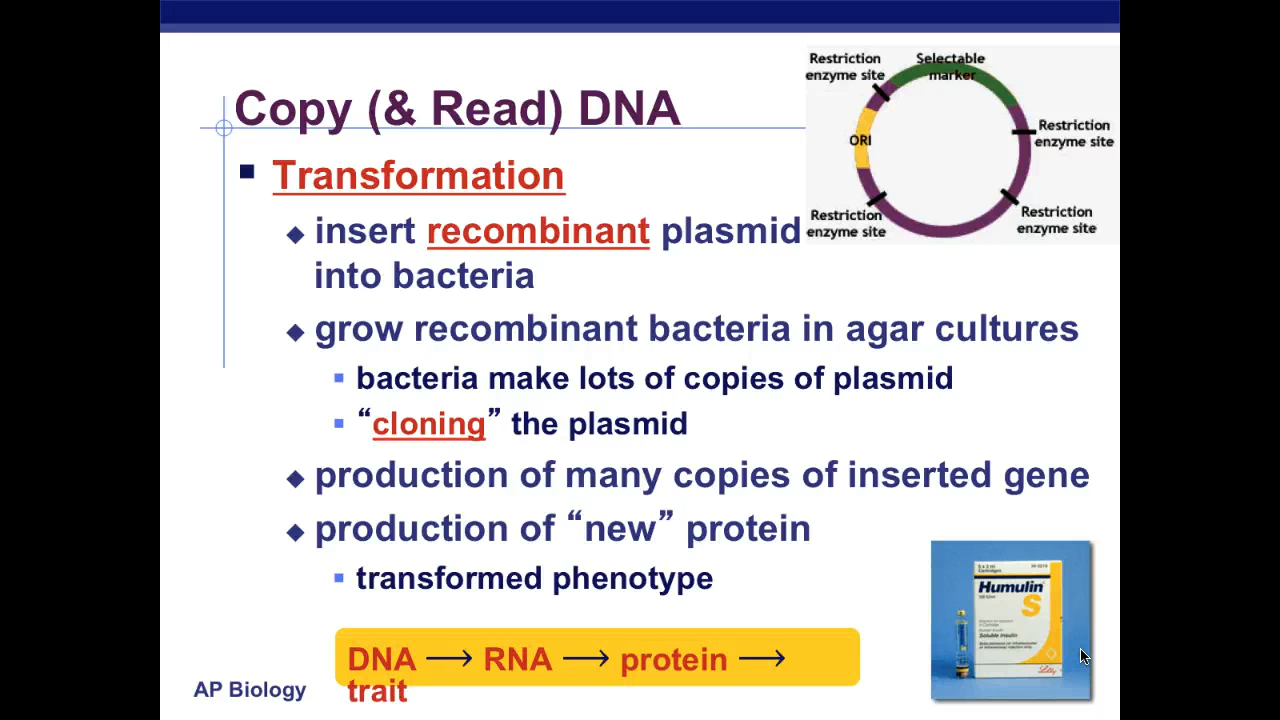 Copy (& Read) DNA
Restriction
enzyme site
Selectable
marker
ORI
Restriction
enzyme site
Restriction
enzyme site
Restriction
enzyme site
Transformation
insert recombinant plasmid
into bacteria
grow recombinant bacteria in agar cultures
bacteria make lots of copies of plasmid
“cloning” the plasmid
production of many copies of inserted gene
production of “new” protein
transformed phenotype
Humulin
S
Soluble Insulin
Lilly
DNA → RNA → protein →
trait
AP Biology